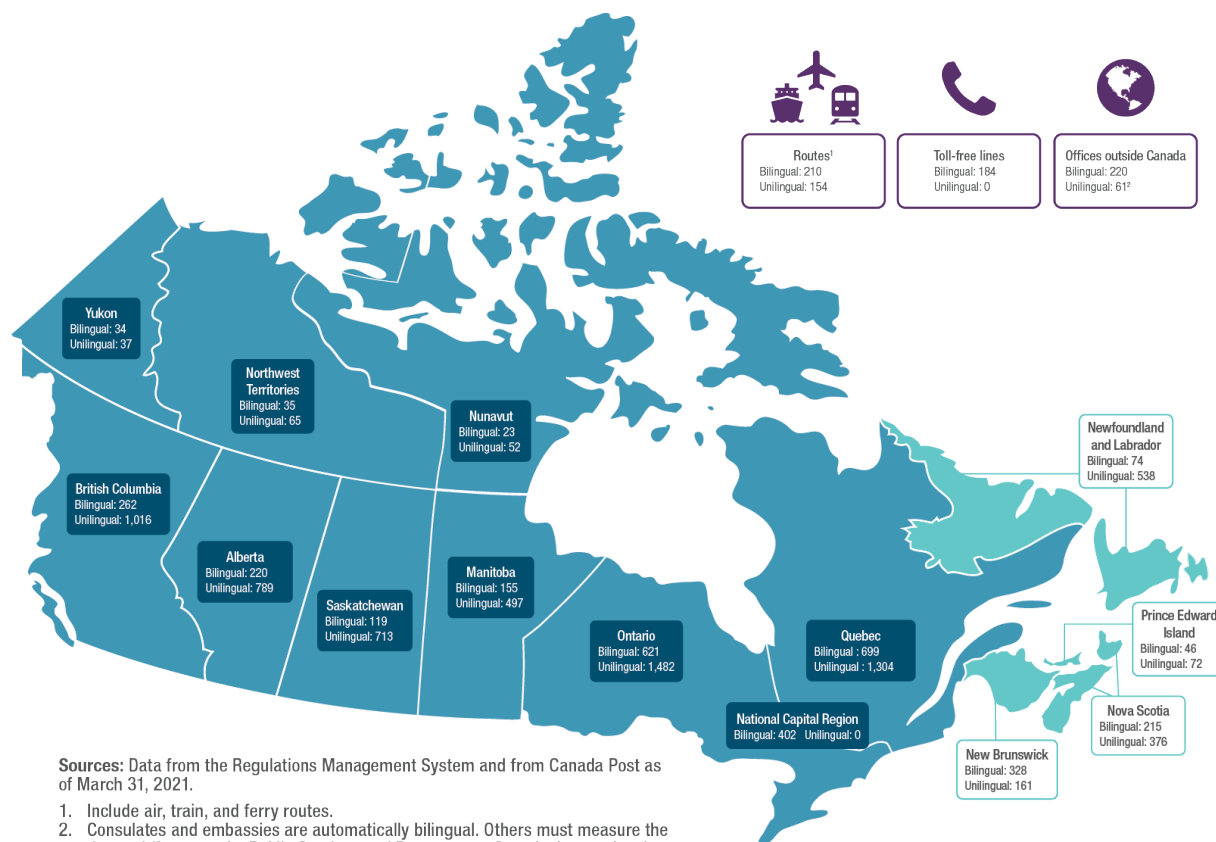 Routes¹
Bilingual: 210
Unilingual: 154
Toll-free lines
Bilingual: 184
Unilingual: 0
Offices outside Canada
Bilingual: 220
Unilingual: 61²
Yukon
Bilingual: 34
Unilingual: 37
Northwest
Territories
Bilingual: 35
Unilingual: 65
Nunavut
Bilingual: 23
Unilingual: 52
British Columbia
Bilingual: 262
Unilingual: 1,016
Alberta
Bilingual: 220
Unilingual: 789
Saskatchewan
Bilingual: 119
Unilingual: 713
Manitoba
Bilingual: 155
Unilingual: 497
Ontario
Bilingual: 621
Unilingual: 1,482
Quebec
Bilingual : 699
Unilingual : 1,304
National Capital Region
Bilingual: 402 Unilingual: 0
Newfoundland
and Labrador
Bilingual: 74
Unilingual: 538
Prince Edward
Island
Bilingual: 46
Unilingual: 72
Nova Scotia
Bilingual: 215
Unilingual: 376
New Brunswick
Bilingual: 328
Unilingual: 161
Sources: Data from the Regulations Management System and from Canada Post as
of March 31, 2021.
1. Include air, train, and ferry routes.
2. Consulates and embassies are automatically bilingual. Others must measure the